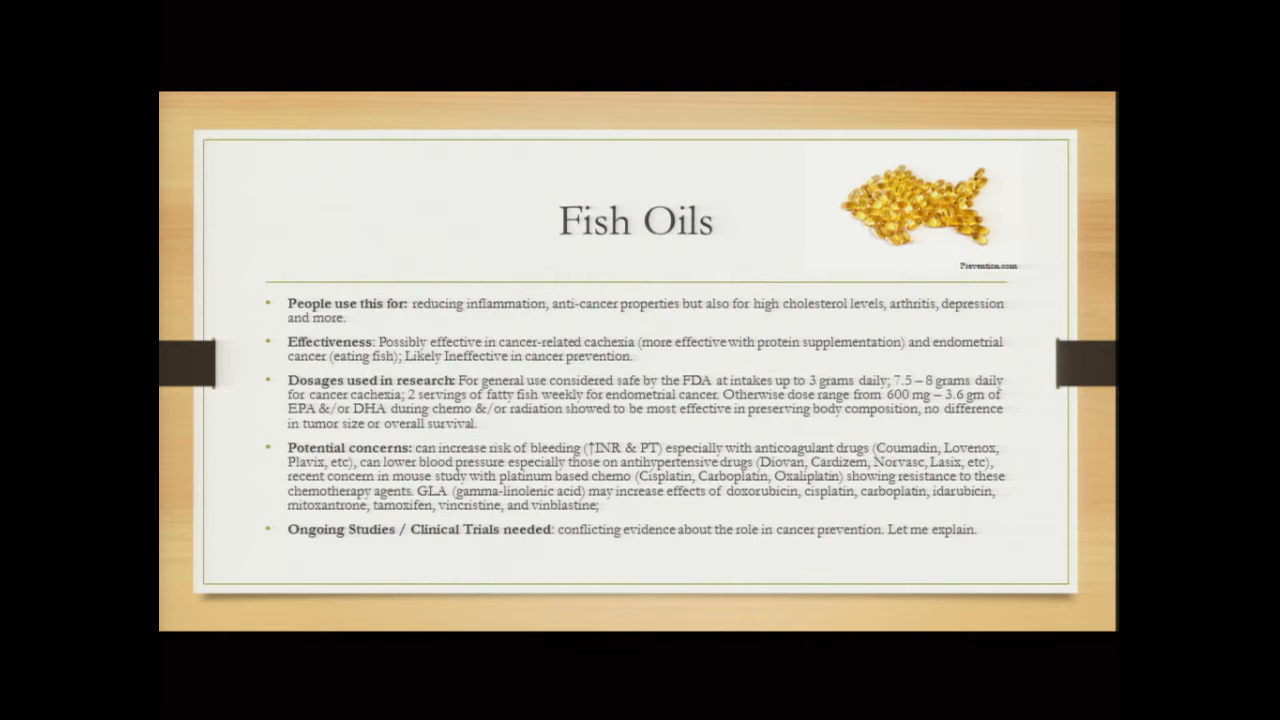 Fish Oils
Prevention.com
• People use this for: reducing inflammation, anti-cancer properties but also for high cholesterol levels, arthritis, depression
and more.
• Effectiveness: Possibly effective in cancer-related cachexia (more effective with protein supplementation) and endometrial
cancer (eating fish); Likely Ineffective in cancer prevention.
• Dosages used in research: For general use considered safe by the FDA at intakes up to 3 grams daily; 7.5 – 8 grams daily
for cancer cachexia; 2 servings of fatty fish weekly for endometrial cancer. Otherwise dose range from 600 mg – 3.6 gm of
EPA &/or DHA during chemo &/or radiation showed to be most effective in preserving body composition, no difference
in tumor size or overall survival.
• Potential concerns: can increase risk of bleeding (↑INR & PT) especially with anticoagulant drugs (Coumadin, Lovenox,
Plavix, etc), can lower blood pressure especially those on antihypertensive drugs (Diovan, Cardizem, Norvasc, Lasix, etc),
recent concern in mouse study with platinum based chemo (Cisplatin, Carboplatin, Oxaliplatin) showing resistance to these
chemotherapy agents. GLA (gamma-linolenic acid) may increase effects of doxorubicin, cisplatin, carboplatin, idarubicin,
mitoxantrone, tamoxifen, vincristine, and vinblastine;
• Ongoing Studies / Clinical Trials needed: conflicting evidence about the role in cancer prevention. Let me explain.